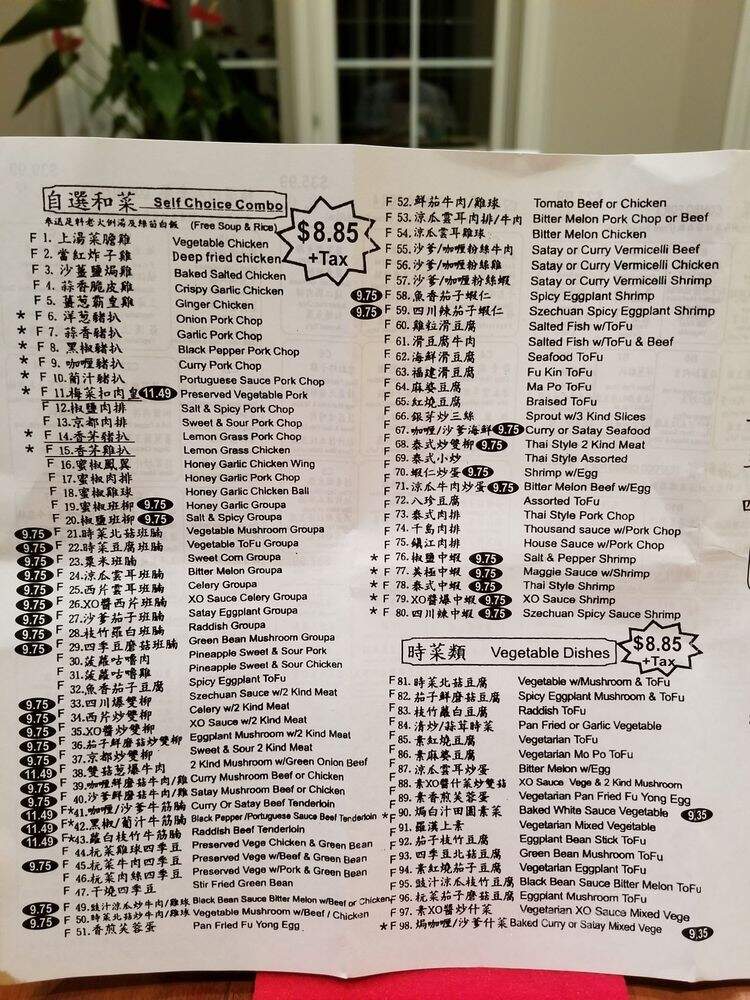 自選和菜 Self Choice Combo
(Free Soup & Rice)
$8.85
+Tax
F 1. 上湯菜膽雞 Vegetable Chicken
F 2. 當紅炸子雞 Deep fried chicken
F 3. 沙薑鹽焗雞 Baked Salted Chicken
F 4. 蒜香脆皮雞 Crispy Garlic Chicken
F 5. 薑蔥霸皇雞 Ginger Chicken
* F 6. 洋蔥豬扒 Onion Pork Chop
* F 7. 蒜香豬扒 Garlic Pork Chop
* F 8. 黑椒豬扒 Black Pepper Pork Chop
* F 9. 咖喱豬扒 Curry Pork Chop
* F 10. 葡汁豬扒 Portuguese Sauce Pork Chop
* F 11. 梅菜扣肉皇 11.49 Preserved Vegetable Pork
F 12. 椒鹽肉排 Salt & Spicy Pork Chop
F 13. 京都肉排 Sweet & Sour Pork Chop
* F 14. 香茅豬扒 Lemon Grass Pork Chop
* F 15. 香茅雞扒 Lemon Grass Chicken
F 16. 蜜椒鳳翼 Honey Garlic Chicken Wing
F 17. 蜜椒肉排 Honey Garlic Pork Chop
F 18. 蜜椒雞球 Honey Garlic Chicken Ball
F 19. 蜜椒班柳 9.75 Honey Garlic Groupa
F 20. 椒鹽班柳 9.75 Salt & Spicy Groupa
9.75 F 21. 時菜北菇班腩 Vegetable Mushroom Groupa
9.75 F 22. 時菜豆腐班腩 Vegetable ToFu Groupa
9.75 F 23. 粟米班腩 Sweet Corn Groupa
9.75 F 24. 涼瓜雲耳班腩 Bitter Melon Groupa
9.75 F 25. 西芹雲耳班腩 Celery Groupa
9.75 F 26. XO醬西芹班腩 XO Sauce Celery Groupa
9.75 F 27. 沙爹茄子班腩 Satay Eggplant Groupa
9.75 F 28. 枝竹蘿白班腩 Raddish Groupa
9.75 F 29. 四季豆蘑菇班腩 Green Bean Mushroom Groupa
F 30. 菠蘿咕嚕肉 Pineapple Sweet & Sour Pork
F 31. 菠蘿咕嚕雞 Pineapple Sweet & Sour Chicken
F 32. 魚香茄子豆腐 Spicy Eggplant ToFu
9.75 F 33. 四川爆雙柳 Szechuan Sauce w/2 Kind Meat
9.75 F 34. 西芹炒雙柳 Celery w/2 Kind Meat
9.75 F 35. XO醬炒雙柳 XO Sauce w/2 Kind Meat
9.75 F 36. 茄子鮮蘑菇炒雙柳 Eggplant Mushroom w/2 Kind Meat
9.75 F 37. 京都炒雙柳 Sweet & Sour 2 Kind Meat
11.49 F 38. 雙菇蔥爆牛肉 2 Kind Mushroom w/Green Onion Beef
9.75 F 39. 咖喱鮮蘑菇牛肉/雞 Curry Mushroom Beef or Chicken
9.75 F 40. 沙爹鮮蘑菇牛肉/雞 Satay Mushroom Beef or Chicken
11.49 F*41. 咖喱/沙爹牛筋腩 Curry Or Satay Beef Tenderloin
11.49 F*42. 黑椒/葡汁牛筋腩 Black Pepper /Portuguese Sauce Beef Tenderloin
11.49 F*43. 蘿白枝竹牛筋腩 Raddish Beef Tenderloin
F 44. 杬菜雞球四季豆 Preserved Vege Chicken & Green Bean
9.75 F 45. 杬菜牛肉四季豆 Preserved Vege w/Beef & Green Bean
F 46. 杬菜肉絲四季豆 Preserved Vege w/Pork & Green Bean
F 47. 干燒四季豆 Stir Fried Green Bean
9.75 F 49. 豉汁涼瓜炒牛肉/雞球 Black Bean Sauce Bitter Melon w/Beef or Chicken
9.75 F 50. 時菜北菇炒牛肉/雞球 Vegetable Mushroom w/Beef / Chicken
F 51. 香煎芙蓉蛋 Pan Fried Fu Yong Egg
F 52. 鮮茄牛肉/雞球 Tomato Beef or Chicken
F 53. 涼瓜雲耳肉排/牛肉 Bitter Melon Pork Chop or Beef
F 54. 涼瓜雲耳雞球 Bitter Melon Chicken
F 55. 沙爹/咖喱粉絲牛肉 Satay or Curry Vermicelli Beef
F 56. 沙爹/咖喱粉絲雞 Satay or Curry Vermicelli Chicken
F 57. 沙爹/咖喱粉絲蝦 Satay or Curry Vermicelli Shrimp
9.75 F 58. 魚香茄子蝦仁 Spicy Eggplant Shrimp
9.75 F 59. 四川辣茄子蝦仁 Szechuan Spicy Eggplant Shrimp
F 60. 雞粒滑豆腐 Salted Fish w/ToFu
F 61. 滑豆腐牛肉 Salted Fish w/ToFu & Beef
F 62. 海鮮滑豆腐 Seafood ToFu
F 63. 福建滑豆腐 Fu Kin ToFu
F 64. 麻婆豆腐 Ma Po ToFu
F 65. 紅燒豆腐 Braised ToFu
F 66. 銀芽炒三絲 Sprout w/3 Kind Slices
F 67. 咖喱/沙爹海鮮 9.75 Curry or Satay Seafood
F 68. 泰式炒雙柳 9.75 Thai Style 2 Kind Meat
F 69. 泰式小炒 Thai Style Assorted
F 70. 蝦仁炒蛋 9.75 Shrimp w/Egg
F 71. 涼瓜牛肉炒蛋 9.75 Bitter Melon Beef w/Egg
F 72. 八珍豆腐 Assorted ToFu
F 73. 泰式肉排 Thai Style Pork Chop
F 74. 千島肉排 Thousand sauce w/Pork Chop
F 75. 鎮江肉排 House Sauce w/Pork Chop
* F 76. 椒鹽中蝦 9.75 Salt & Pepper Shrimp
* F 77. 美極中蝦 9.75 Maggie Sauce w/Shrimp
* F 78. 泰式中蝦 9.75 Thai Style Shrimp
* F 79. XO醬爆中蝦 9.75 XO Sauce Shrimp
* F 80. 四川辣中蝦 9.75 Szechuan Spicy Sauce Shrimp
時菜類 Vegetable Dishes
$8.85
+Tax
F 81. 時菜北菇豆腐 Vegetable w/Mushroom & ToFu
F 82. 茄子鮮蘑菇豆腐 Spicy Eggplant Mushroom & ToFu
F 83. 枝竹蘿白豆腐 Raddish ToFu
F 84. 清炒/蒜茸時菜 Pan Fried or Garlic Vegetable
F 85. 素紅燒豆腐 Vegetarian ToFu
F 86. 素麻婆豆腐 Vegetarian Mo Po ToFu
F 87. 涼瓜雲耳炒蛋 Bitter Melon w/Egg
F 88. 素XO醬什菜炒雙菇 XO Sauce Vege & 2 Kind Mushroom
F 89. 素香煎芙蓉蛋 Vegetarian Pan Fried Fu Yong Egg
* F 90. 焗白汁田園素菜 Baked White Sauce Vegetable 9.35
F 91. 羅漢上素 Vegetarian Mixed Vegetable
F 92. 茄子枝竹豆腐 Eggplant Bean Stick ToFu
F 93. 四季豆北菇豆腐 Green Bean Mushroom ToFu
F 94. 素紅燒茄子豆腐 Vegetarian Eggplant ToFu
F 95. 豉汁涼瓜枝竹豆腐 Black Bean Sauce Bitter Melon ToFu
F 96. 杬菜茄子蘑菇豆腐 Eggplant Mushroom ToFu
F 97. 素XO醬炒什菜 Vegetarian XO Sauce Mixed Vege
* F 98. 焗咖喱/沙爹什菜 Baked Curry or Satay Mixed Vege 9.35